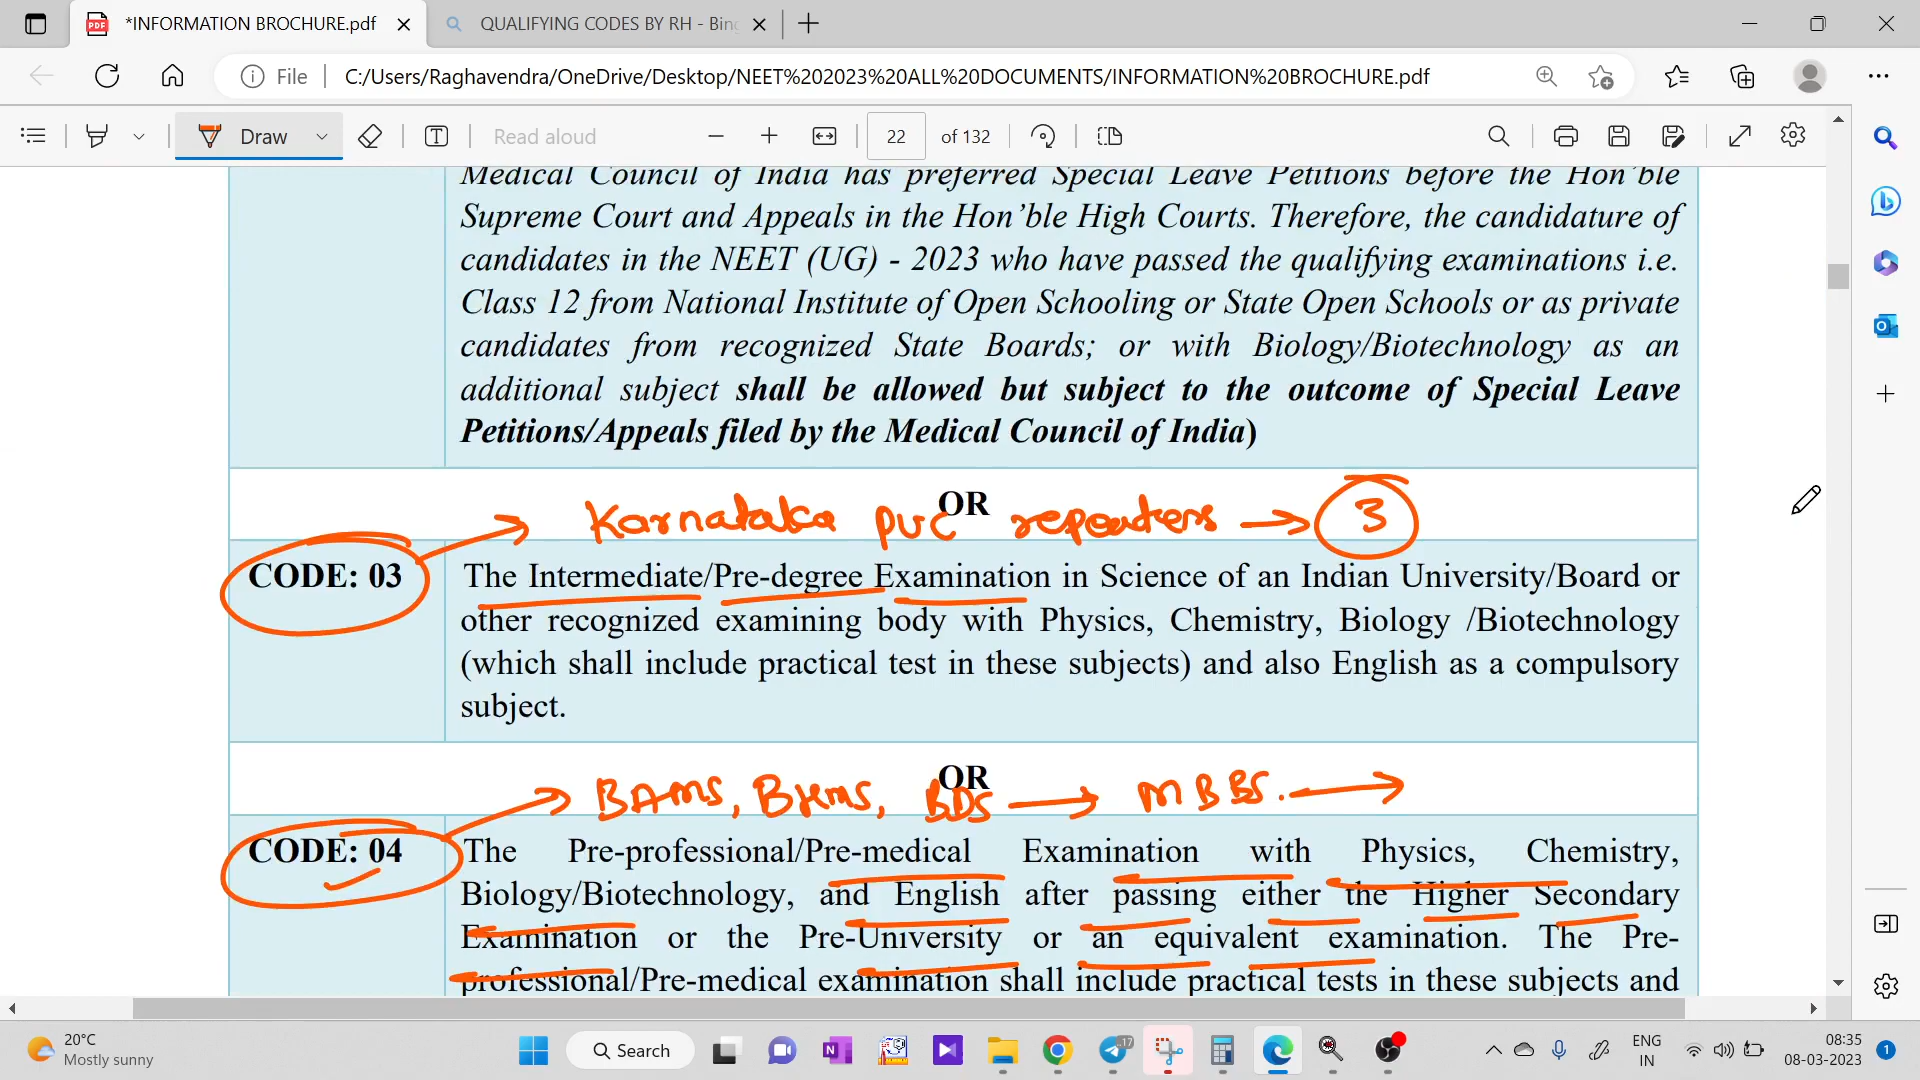 *INFORMATION BROCHURE.pdf
QUALIFYING CODES BY RH - Bing
File
C:/Users/Raghavendra/OneDrive/Desktop/NEET%202023%20ALL%20DOCUMENTS/INFORMATION%20BROCHURE.pdf
Draw
Read aloud
22 of 132
Medical Council of India has preferred Special Leave Petitions before the Hon’ble
Supreme Court and Appeals in the Hon’ble High Courts. Therefore, the candidature of
candidates in the NEET (UG) - 2023 who have passed the qualifying examinations i.e.
Class 12 from National Institute of Open Schooling or State Open Schools or as private
candidates from recognized State Boards; or with Biology/Biotechnology as an
additional subject shall be allowed but subject to the outcome of Special Leave
Petitions/Appeals filed by the Medical Council of India)
OR
Karnataka PUC repeaters → 3
CODE: 03
The Intermediate/Pre-degree Examination in Science of an Indian University/Board or
other recognized examining body with Physics, Chemistry, Biology /Biotechnology
(which shall include practical test in these subjects) and also English as a compulsory
subject.
OR
BAMS, BHMS, BDS → MBBS. →
CODE: 04
The Pre-professional/Pre-medical Examination with Physics, Chemistry,
Biology/Biotechnology, and English after passing either the Higher Secondary
Examination or the Pre-University or an equivalent examination. The Pre-
professional/Pre-medical examination shall include practical tests in these subjects and
20°C
Mostly sunny
Search
17
ENG
IN
08:35
08-03-2023
1